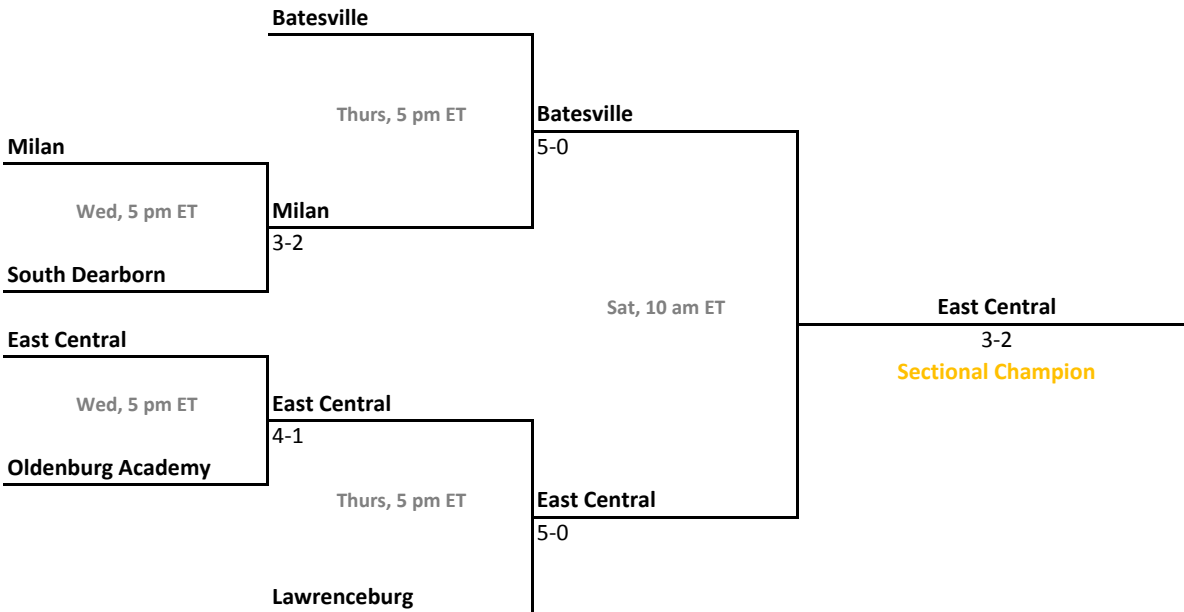 Batesville
Thurs, 5 pm ET
Batesville
5-0
Milan
Wed, 5 pm ET
Milan
3-2
South Dearborn
Sat, 10 am ET
East Central
3-2
Sectional Champion
East Central
Wed, 5 pm ET
East Central
4-1
Oldenburg Academy
Thurs, 5 pm ET
East Central
5-0
Lawrenceburg